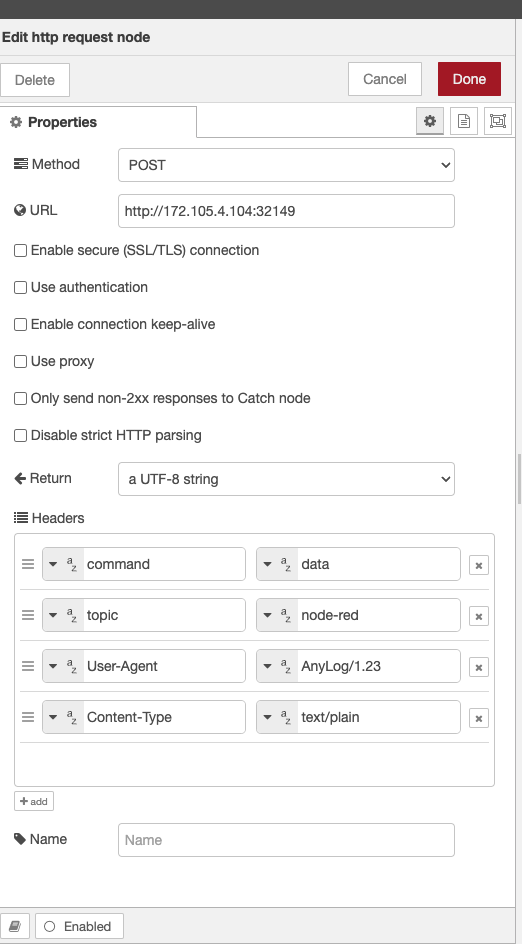 Edit http request node
Delete
Cancel
Done
Properties
Method
POST
URL
http://172.105.4.104:32149
Enable secure (SSL/TLS) connection
Use authentication
Enable connection keep-alive
Use proxy
Only send non-2xx responses to Catch node
Disable strict HTTP parsing
Return
a UTF-8 string
Headers
az command az data
az topic az node-red
az User-Agent az AnyLog/1.23
az Content-Type az text/plain
add
Name
Name
Enabled